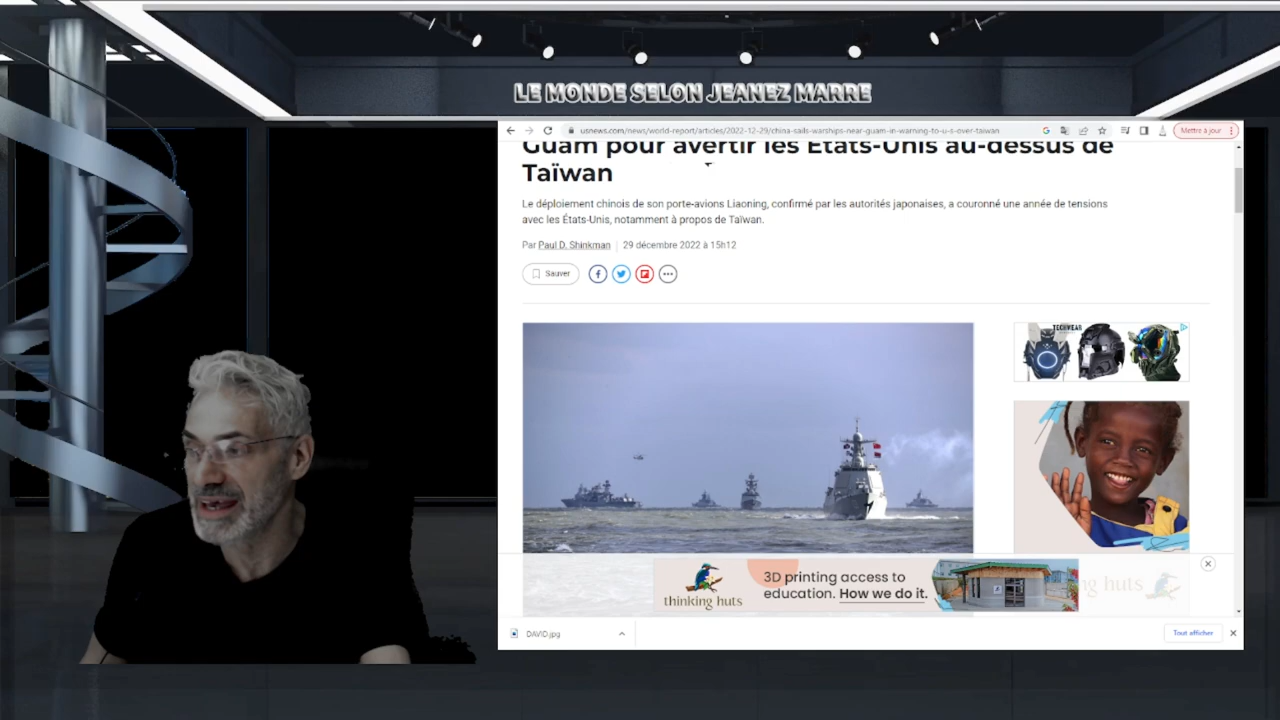 LE MONDE SELON JEANEZ MARRE
usnews.com/news/world-report/articles/2022-12-29/china-sails-warships-near-guam-in-warning-to-u-s-over-taiwan
Mettre à jour
Guam pour avertir les États-Unis au-dessus de
Taïwan
Le déploiement chinois de son porte-avions Liaoning, confirmé par les autorités japonaises, a couronné une année de tensions
avec les États-Unis, notamment à propos de Taïwan.
Par Paul D. Shinkman | 29 décembre 2022 à 15h12
Sauver
TECHWEAR
thinking huts
3D printing access to
education. How we do it.
ng huts
DAVID.jpg
Tout afficher